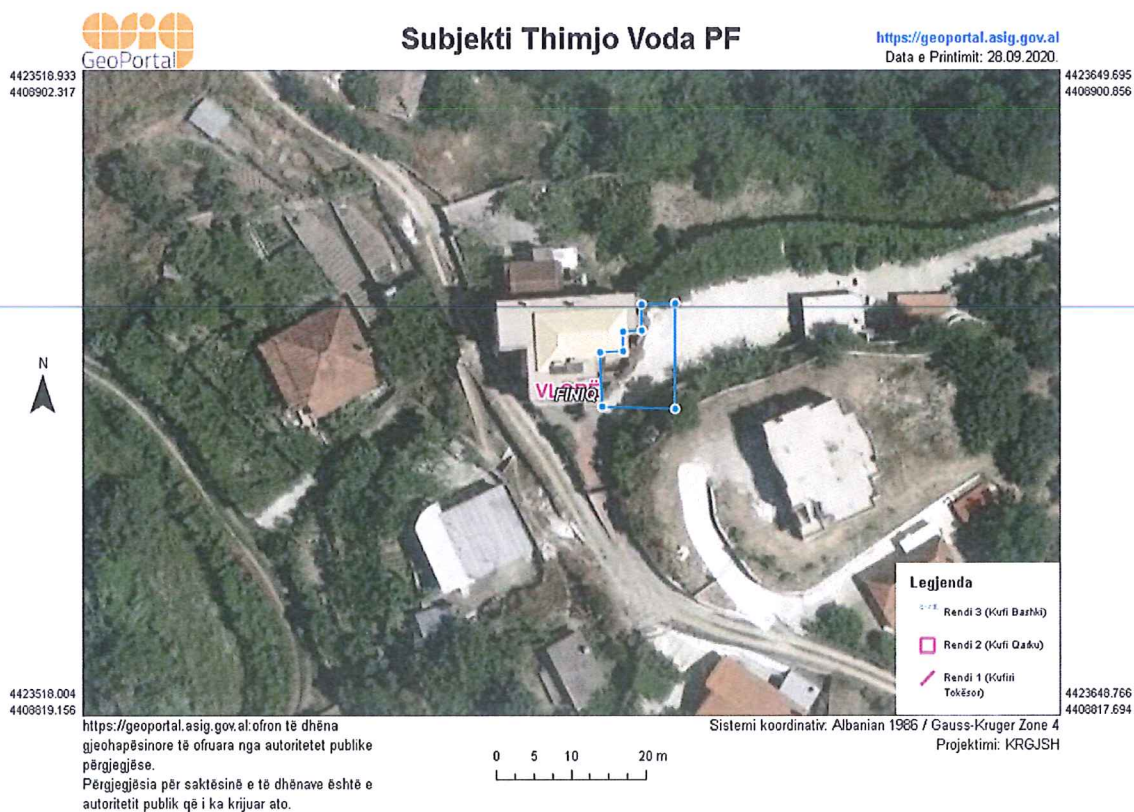 asig
GeoPortal
Subjekti Thimjo Voda PF
https://geoportal.asig.gov.al
Data e Printimit: 28.09.2020.
4423518.933
4408902.317
4423649.695
4408900.856
N
VLORË
FINIQ
Legjenda
Rendi 3 (Kufi Bashki)
Rendi 2 (Kufi Qarku)
Rendi 1 (Kufiri
Tokësor)
4423518.004
4408819.156
4423648.766
4408817.694
https://geoportal.asig.gov.al:ofron të dhëna
gjeohapësinore të ofruara nga autoritetet publike
përgjegjëse.
Përgjegjësia për saktësinë e të dhënave është e
autoritetit publik që i ka krijuar ato.
0 5 10 20 m
Sistemi koordinativ: Albanian 1986 / Gauss-Kruger Zone 4
Projektimi: KRGJSH